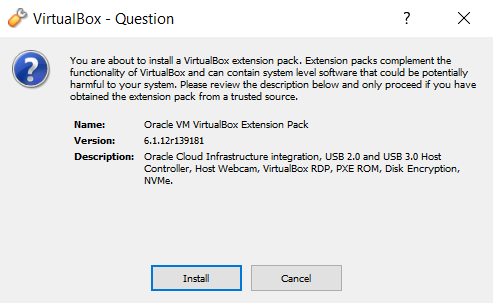 VirtualBox - Question
? ×
You are about to install a VirtualBox extension pack. Extension packs complement the
functionality of VirtualBox and can contain system level software that could be potentially
harmful to your system. Please review the description below and only proceed if you have
obtained the extension pack from a trusted source.
Name: Oracle VM VirtualBox Extension Pack
Version: 6.1.12r139181
Description: Oracle Cloud Infrastructure integration, USB 2.0 and USB 3.0 Host
Controller, Host Webcam, VirtualBox RDP, PXE ROM, Disk Encryption,
NVMe.
Install Cancel